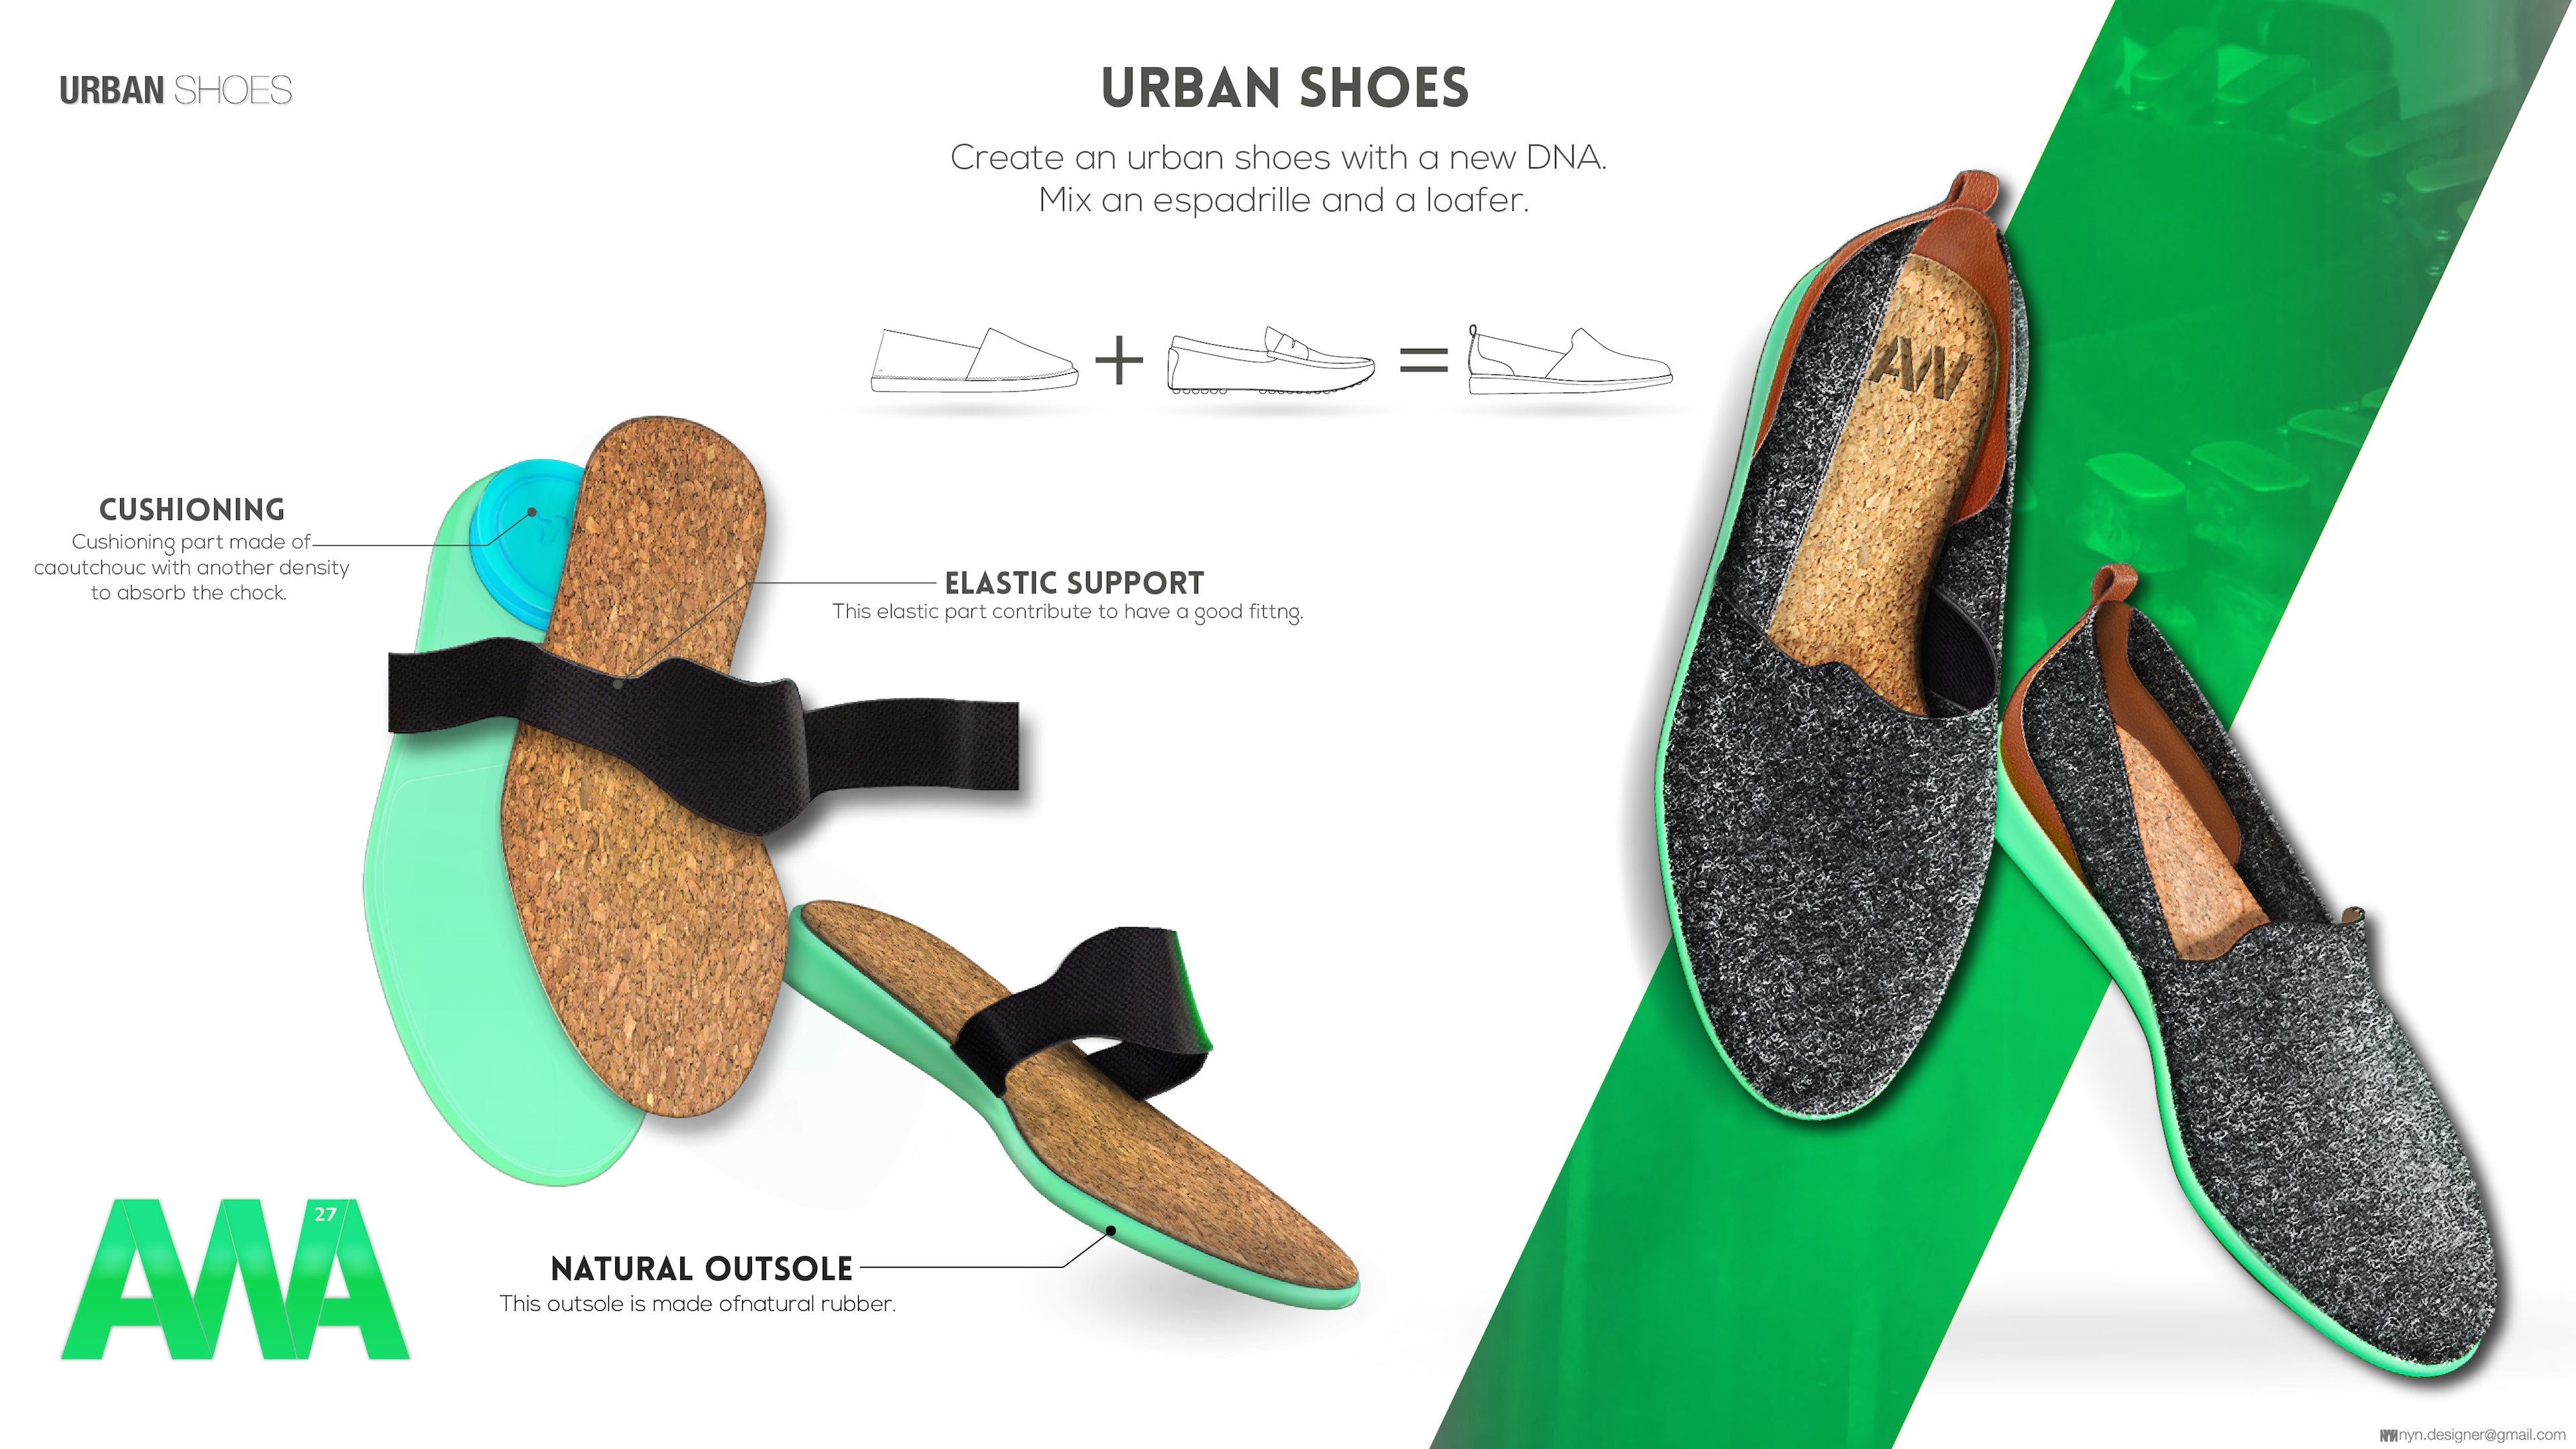 URBAN SHOES
URBAN SHOES
Create an urban shoes with a new DNA.
Mix an espadrille and a loafer.
+ =
AW
CUSHIONING
Cushioning part made of
caoutchouc with another density
to absorb the chock.
ELASTIC SUPPORT
This elastic part contribute to have a good fittng.
NATURAL OUTSOLE
This outsole is made ofnatural rubber.
AWA
27
nyn.designer@gmail.com